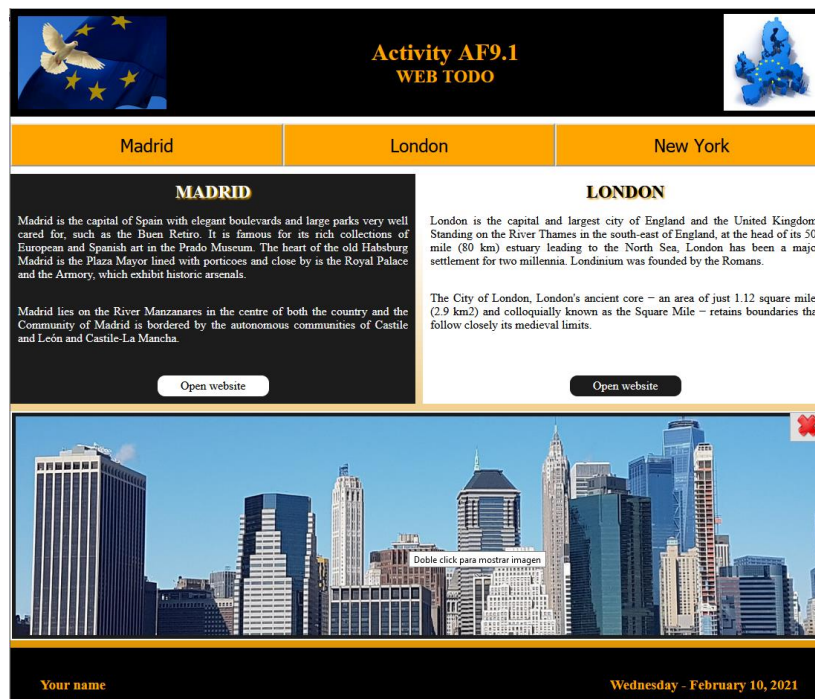 Activity AF9.1
WEB TODO
Madrid
London
New York
MADRID
Madrid is the capital of Spain with elegant boulevards and large parks very well
cared for, such as the Buen Retiro. It is famous for its rich collections of
European and Spanish art in the Prado Museum. The heart of the old Habsburg
Madrid is the Plaza Mayor lined with porticoes and close by is the Royal Palace
and the Armory, which exhibit historic arsenals.
Madrid lies on the River Manzanares in the centre of both the country and the
Community of Madrid is bordered by the autonomous communities of Castile
and León and Castile-La Mancha.
Open website
LONDON
London is the capital and largest city of England and the United Kingdom
Standing on the River Thames in the south-east of England, at the head of its 50
mile (80 km) estuary leading to the North Sea, London has been a majo
settlement for two millennia. Londinium was founded by the Romans.
The City of London, London's ancient core − an area of just 1.12 square mile
(2.9 km2) and colloquially known as the Square Mile − retains boundaries tha
follow closely its medieval limits.
Open website
Doble click para mostrar imagen
Your name
Wednesday - February 10, 2021